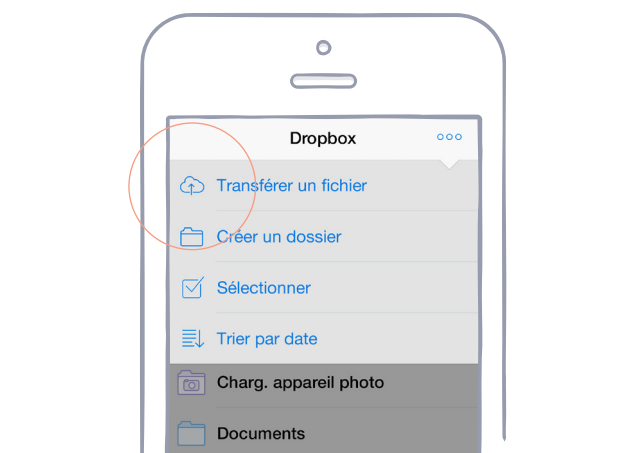 Dropbox
Transférer un fichier
Créer un dossier
Sélectionner
Trier par date
Charg. appareil photo
Documents